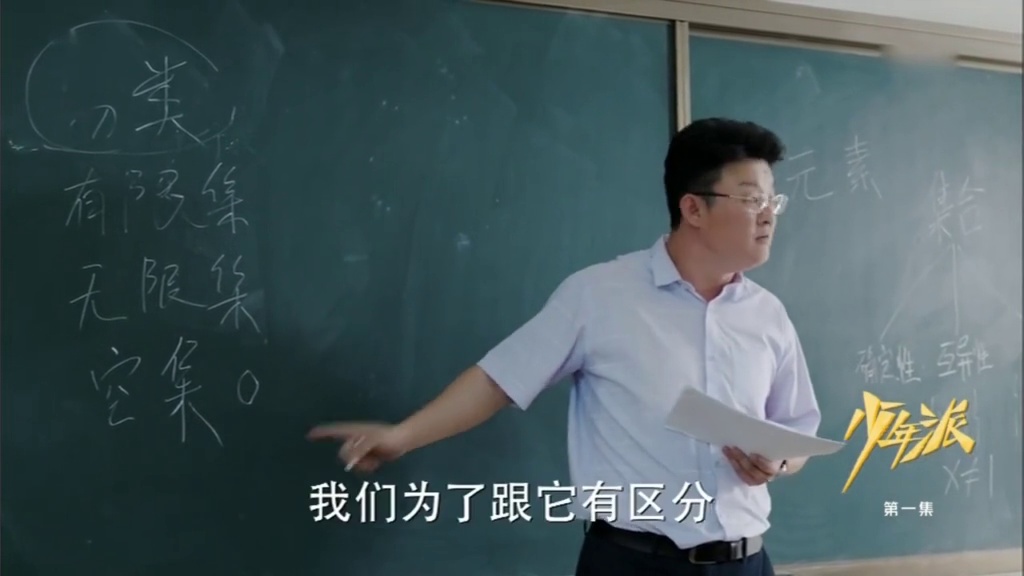 分类
有限集
无限集
空集 0
元素
集合
确定性 互异性
x≠1
我们为了跟它有区分
少年派
第一集